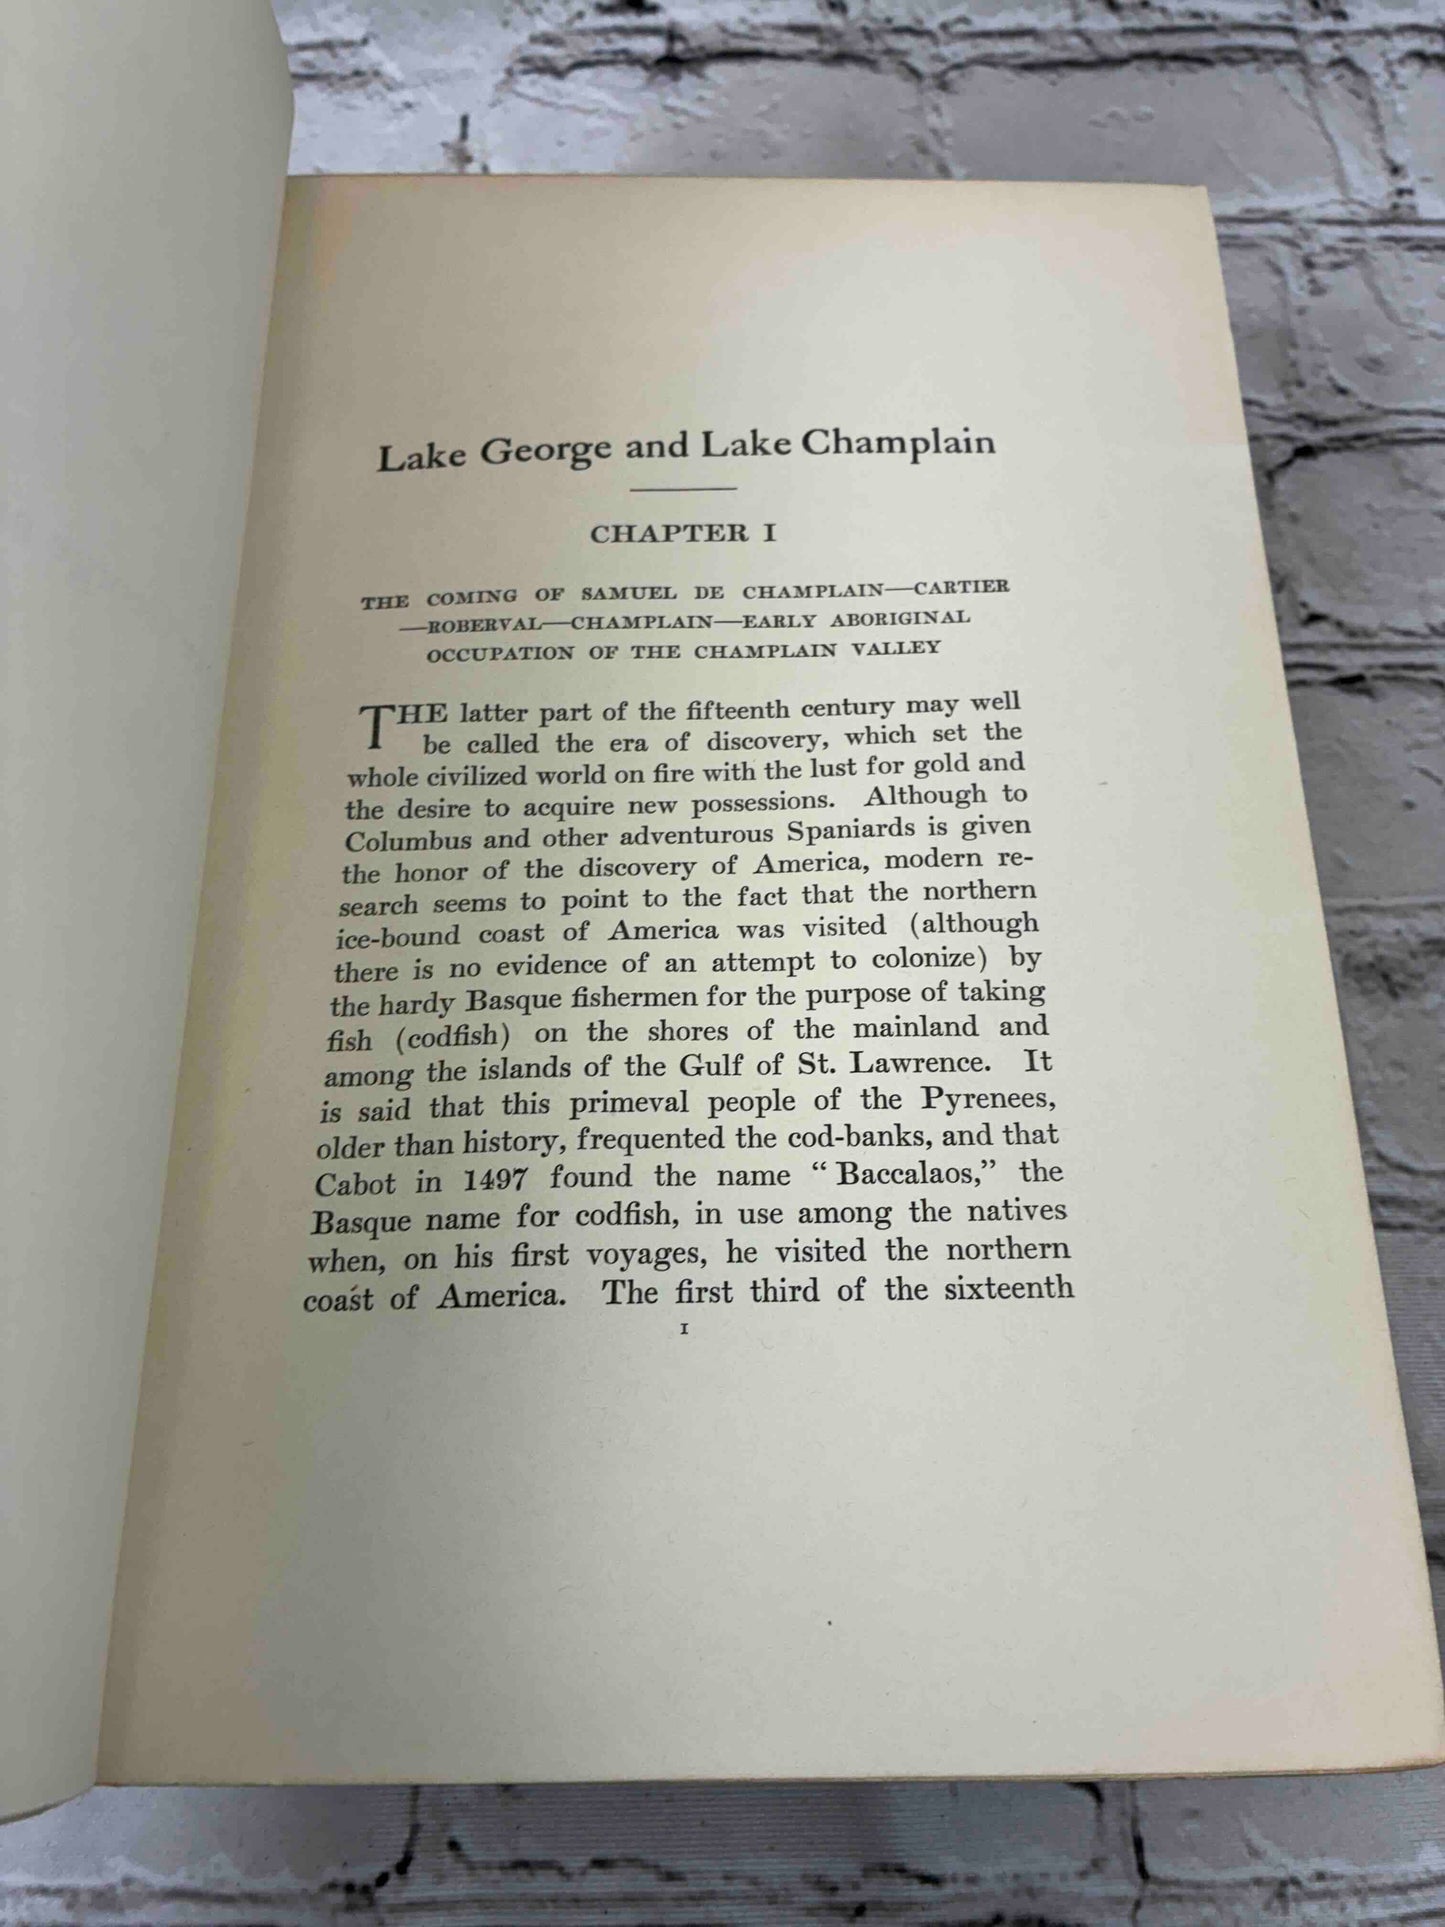 Lake George and Lake Champlain
CHAPTER I
THE COMING OF SAMUEL DE CHAMPLAIN—CARTIER
—ROBERVAL—CHAMPLAIN—EARLY ABORIGINAL
OCCUPATION OF THE CHAMPLAIN VALLEY
THE latter part of the fifteenth century may well
be called the era of discovery, which set the
whole civilized world on fire with the lust for gold and
the desire to acquire new possessions. Although to
Columbus and other adventurous Spaniards is given
the honor of the discovery of America, modern re-
search seems to point to the fact that the northern
ice-bound coast of America was visited (although
there is no evidence of an attempt to colonize) by
the hardy Basque fishermen for the purpose of taking
fish (codfish) on the shores of the mainland and
among the islands of the Gulf of St. Lawrence. It
is said that this primeval people of the Pyrenees,
older than history, frequented the cod-banks, and that
Cabot in 1497 found the name “Baccalaos,” the
Basque name for codfish, in use among the natives
when, on his first voyages, he visited the northern
coast of America. The first third of the sixteenth
1